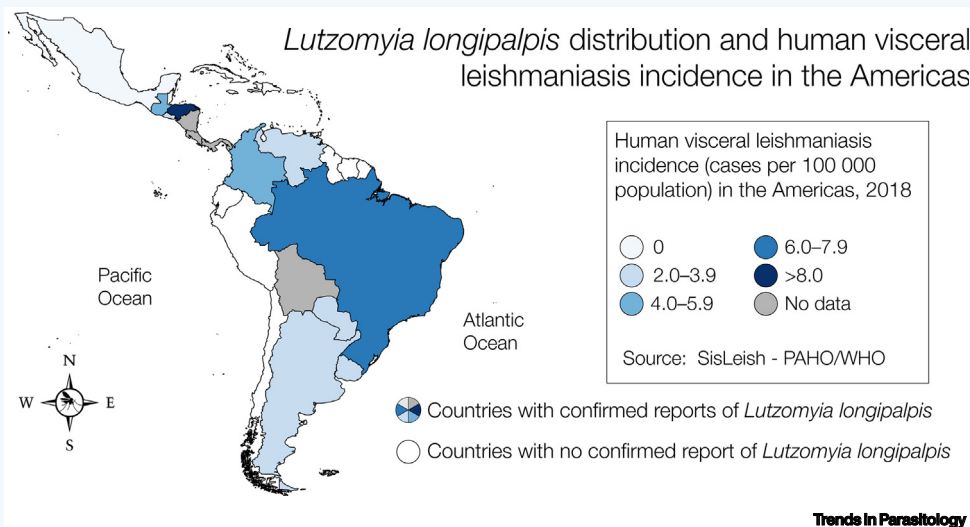 Lutzomyia longipalpis distribution and human visceral
leishmaniasis incidence in the Americas
Human visceral leishmaniasis
incidence (cases per 100 000
population) in the Americas, 2018
0
6.0–7.9
2.0–3.9
>8.0
4.0–5.9
No data
Source: SisLeish - PAHO/WHO
Pacific
Ocean
Atlantic
Ocean
N
W
E
S
Countries with confirmed reports of Lutzomyia longipalpis
Countries with no confirmed report of Lutzomyia longipalpis
Trends in Parasitology